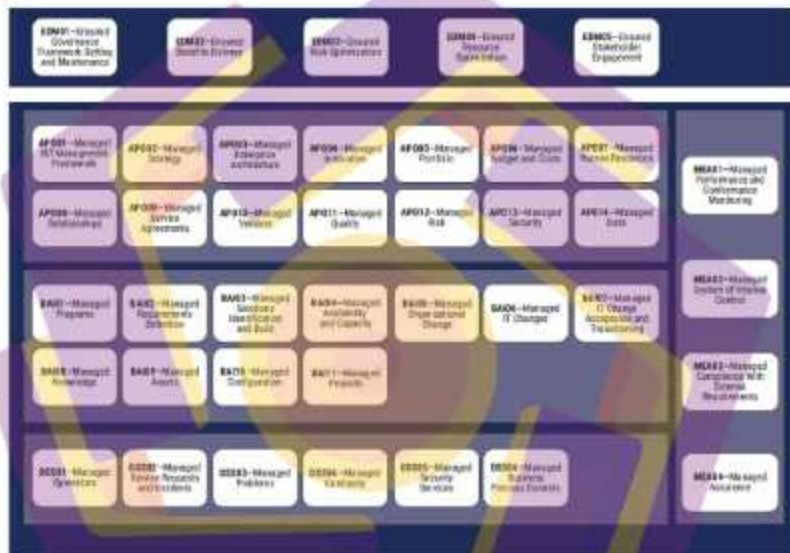 EDM01—Ensured
Governance
Framework Setting
and Maintenance
EDM02—Ensured
Benefits Delivery
EDM03—Ensured
Risk Optimization
EDM04—Ensured
Resource
Optimization
EDM05—Ensured
Stakeholder
Engagement
APO01—Managed
I&T Management
Framework
APO02—Managed
Strategy
APO03—Managed
Enterprise
Architecture
APO04—Managed
Innovation
APO05—Managed
Portfolio
APO06—Managed
Budget and Costs
APO07—Managed
Human Resources
APO08—Managed
Relationships
APO09—Managed
Service
Agreements
APO10—Managed
Vendors
APO11—Managed
Quality
APO12—Managed
Risk
APO13—Managed
Security
APO14—Managed
Data
BAI01—Managed
Programs
BAI02—Managed
Requirements
Definition
BAI03—Managed
Solutions
Identification
and Build
BAI04—Managed
Availability
and Capacity
BAI05—Managed
Organizational
Change
BAI06—Managed
IT Changes
BAI07—Managed
IT Change
Acceptance and
Transitioning
BAI08—Managed
Knowledge
BAI09—Managed
Assets
BAI10—Managed
Configuration
BAI11—Managed
Projects
DSS01—Managed
Operations
DSS02—Managed
Service Requests
and Incidents
DSS03—Managed
Problems
DSS04—Managed
Continuity
DSS05—Managed
Security
Services
DSS06—Managed
Business
Process Controls
MEA01—Managed
Performance and
Conformance
Monitoring
MEA02—Managed
System of Internal
Control
MEA03—Managed
Compliance With
External
Requirements
MEA04—Managed
Assurance